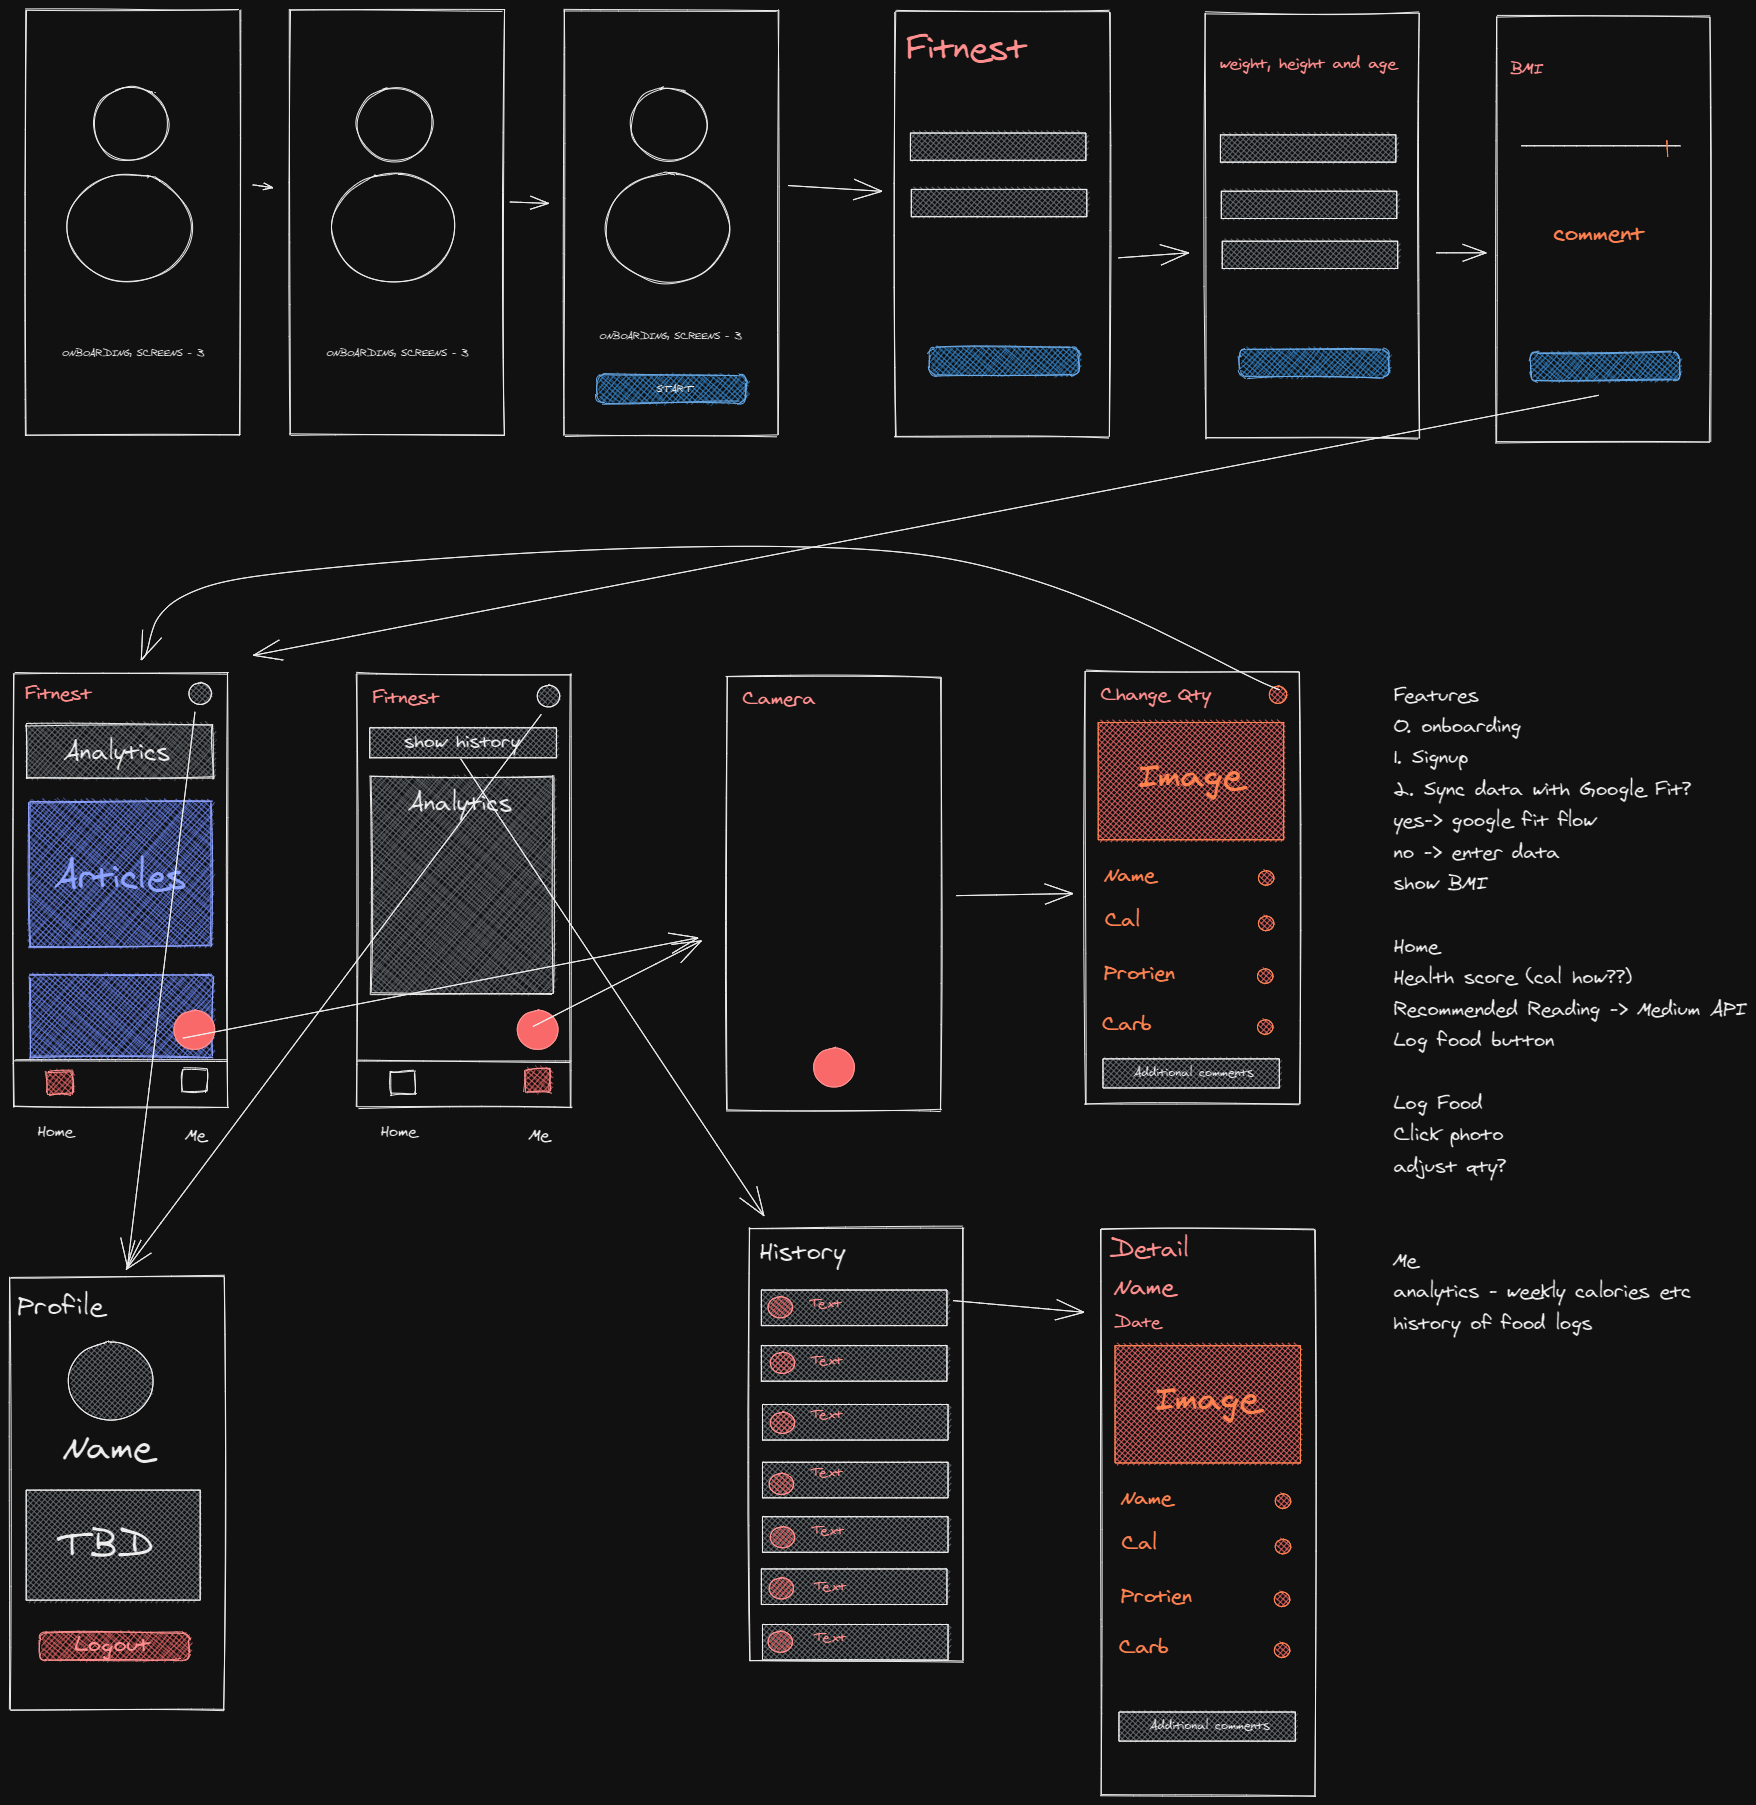 ONBOARDING SCREENS - 3
ONBOARDING SCREENS - 3
ONBOARDING SCREENS - 3
START
Fitnest
weight, height and age
BMI
comment
Fitnest
Analytics
Articles
Home
Me
Fitnest
show history
Analytics
Home
Me
Camera
Change Qty
Image
Name
Cal
Protien
Carb
Additional comments
Features
0. onboarding
1. Signup
2. Sync data with Google Fit?
yes-> google fit flow
no -> enter data
show BMI
Home
Health score (cal how??)
Recommended Reading -> Medium API
Log food button
Log Food
Click photo
adjust qty?
Me
analytics - weekly calories etc
history of food logs
Profile
Name
TBD
Logout
History
Text
Text
Text
Text
Text
Text
Text
Detail
Name
Date
Image
Name
Cal
Protien
Carb
Additional comments